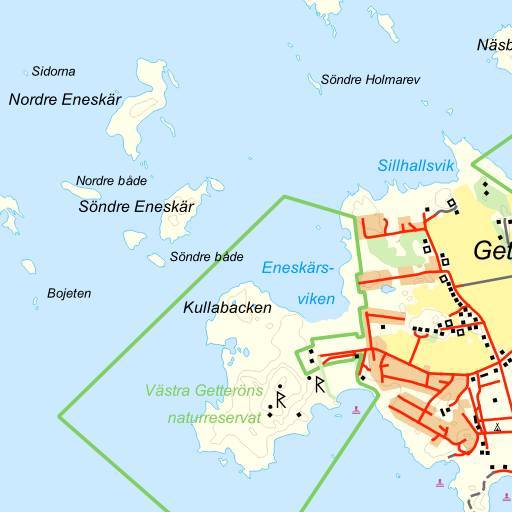 Näsb
Sidorna
Söndre Holmarev
Nordre Eneskär
Sillhallsvik
Nordre både
Söndre Eneskär
Get
Söndre både
Eneskärs-
viken
Bojeten
Kullabacken
Västra Getteröns
naturreservat